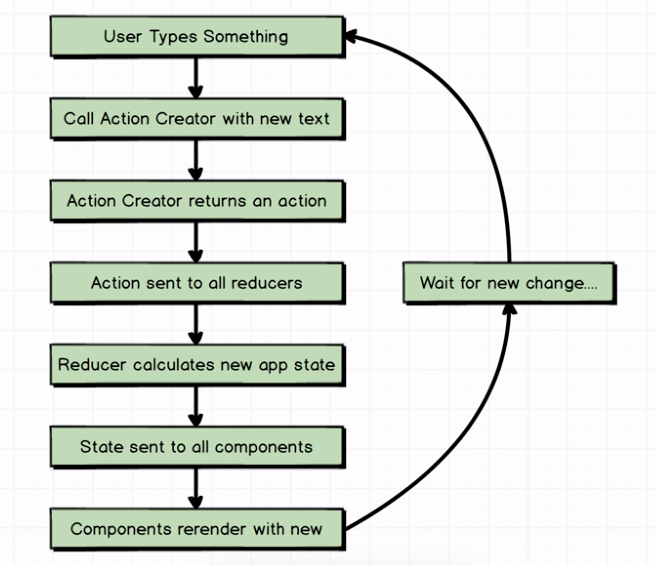 User Types Something
Call Action Creator with new text
Action Creator returns an action
Action sent to all reducers
Wait for new change....
Reducer calculates new app state
State sent to all components
Components rerender with new